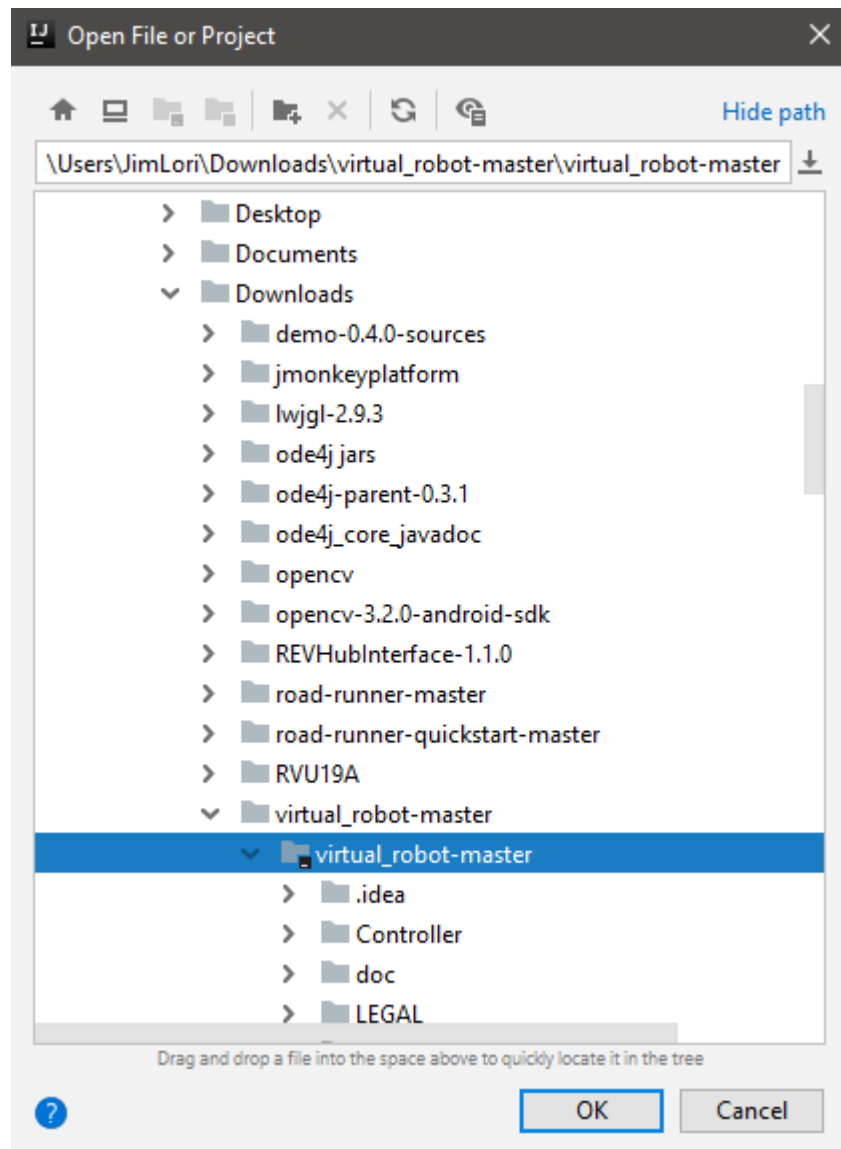 IJ Open File or Project
Hide path
\Users\JimLori\Downloads\virtual_robot-master\virtual_robot-master
Desktop
Documents
Downloads
demo-0.4.0-sources
jmonkeyplatform
lwjgl-2.9.3
ode4j jars
ode4j-parent-0.3.1
ode4j_core_javadoc
opencv
opencv-3.2.0-android-sdk
REVHubInterface-1.1.0
road-runner-master
road-runner-quickstart-master
RVU19A
virtual_robot-master
virtual_robot-master
.idea
Controller
doc
LEGAL
Drag and drop a file into the space above to quickly locate it in the tree
? OK Cancel